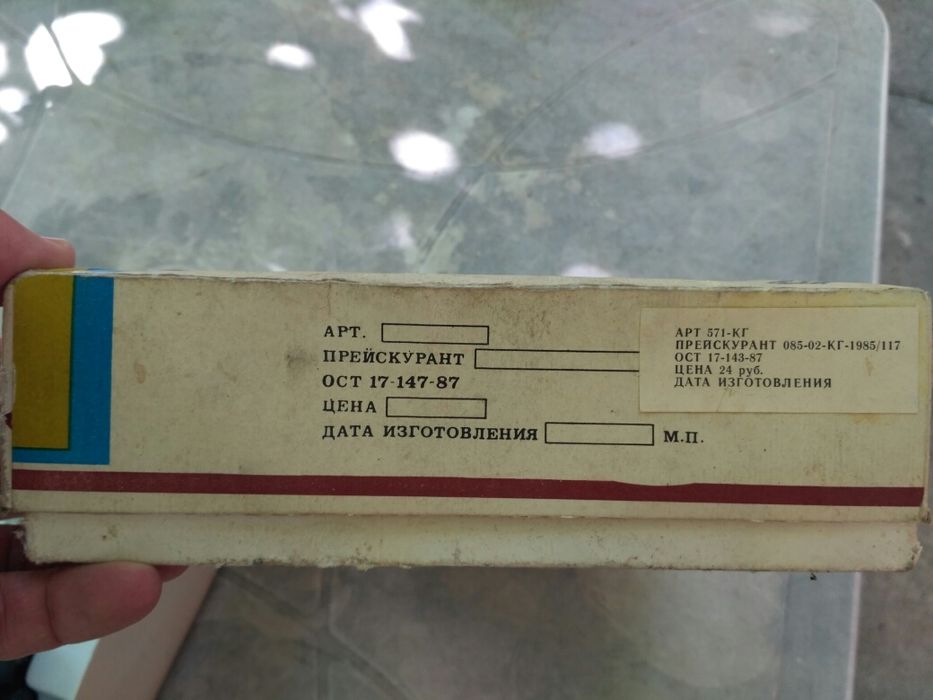 АРТ.
ПРЕЙСКУРАНТ
ОСТ 17-147-87
ЦЕНА
ДАТА ИЗГОТОВЛЕНИЯ М.П.
АРТ 571-КГ
ПРЕЙСКУРАНТ 085-02-КГ-1985/117
ОСТ 17-143-87
ЦЕНА 24 руб.
ДАТА ИЗГОТОВЛЕНИЯ